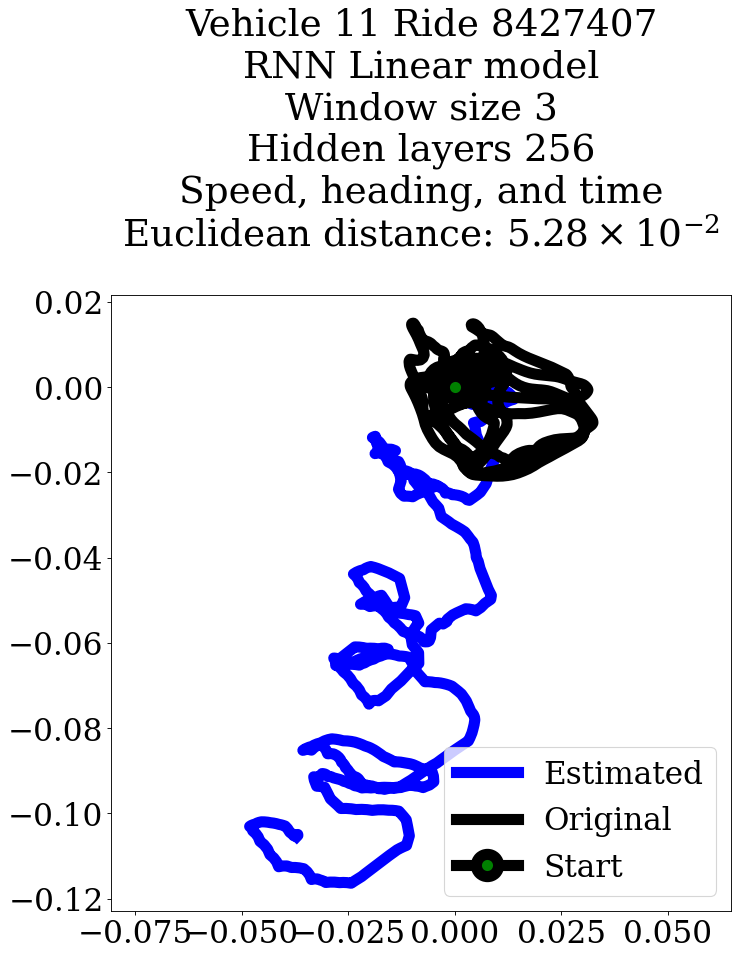 Vehicle 11 Ride 8427407
RNN Linear model
Window size 3
Hidden layers 256
Speed, heading, and time
Euclidean distance: 5.28 × 10⁻²
0.02
0.00
−0.02
−0.04
−0.06
−0.08
−0.10
−0.12
Estimated
Original
Start
−0.075 −0.050 −0.025 0.000 0.025 0.050